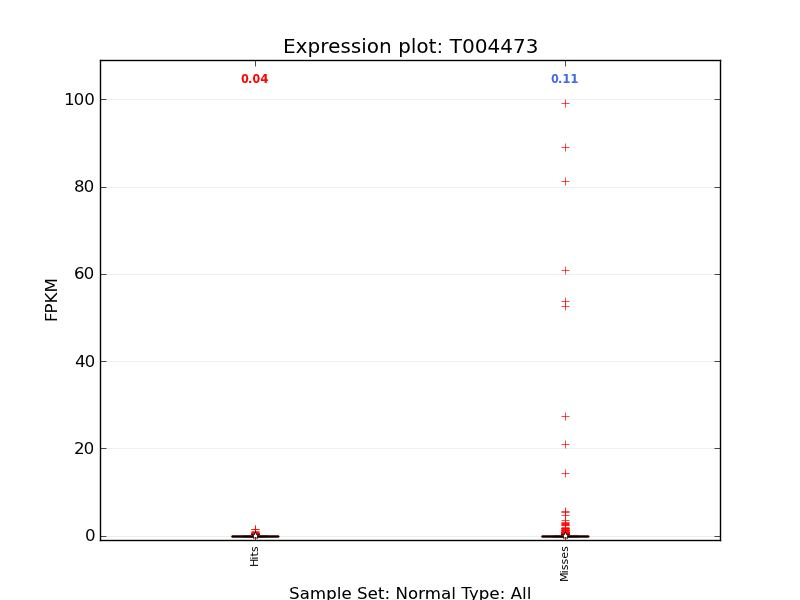 Expression plot: T004473
0.04
0.11
100
80
60
40
20
0
FPKM
Hits
Misses
Sample Set: Normal Type: All